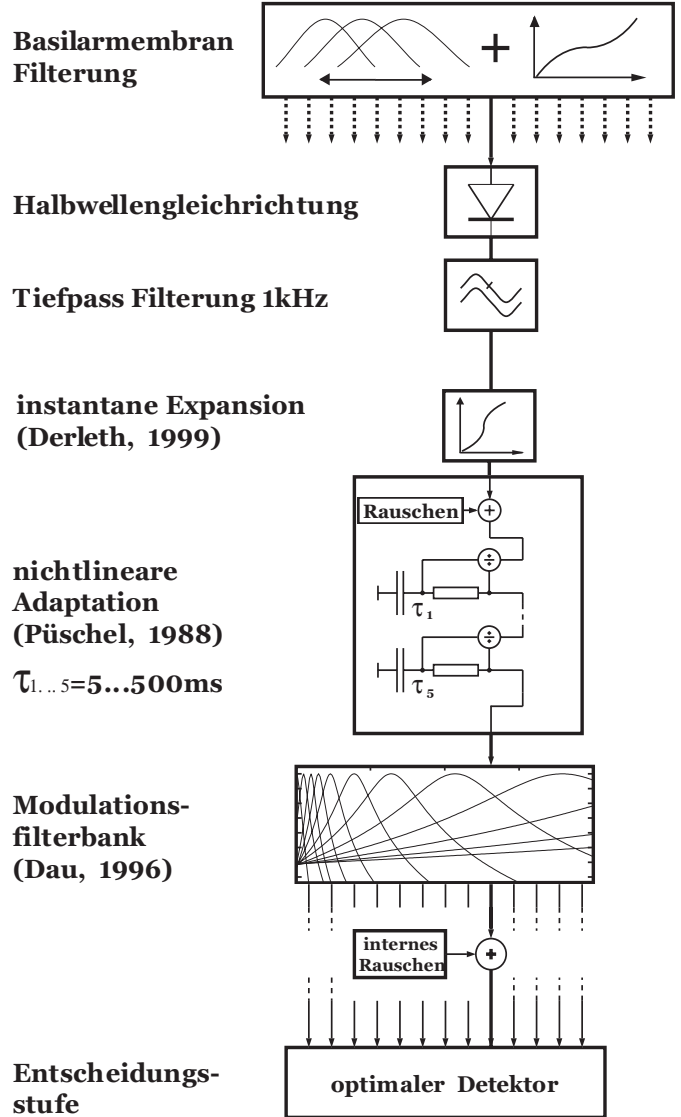 Basilarmembran
Filterung
Halbwellengleichrichtung
Tiefpass Filterung 1kHz
instantane Expansion
(Derleth, 1999)
Rauschen
+
÷
τ1
÷
τ5
nichtlineare
Adaptation
(Püschel, 1988)
τ1. .. 5=5...500ms
Modulations-
filterbank
(Dau, 1996)
internes
Rauschen
+
Entscheidungs-
stufe
optimaler Detektor